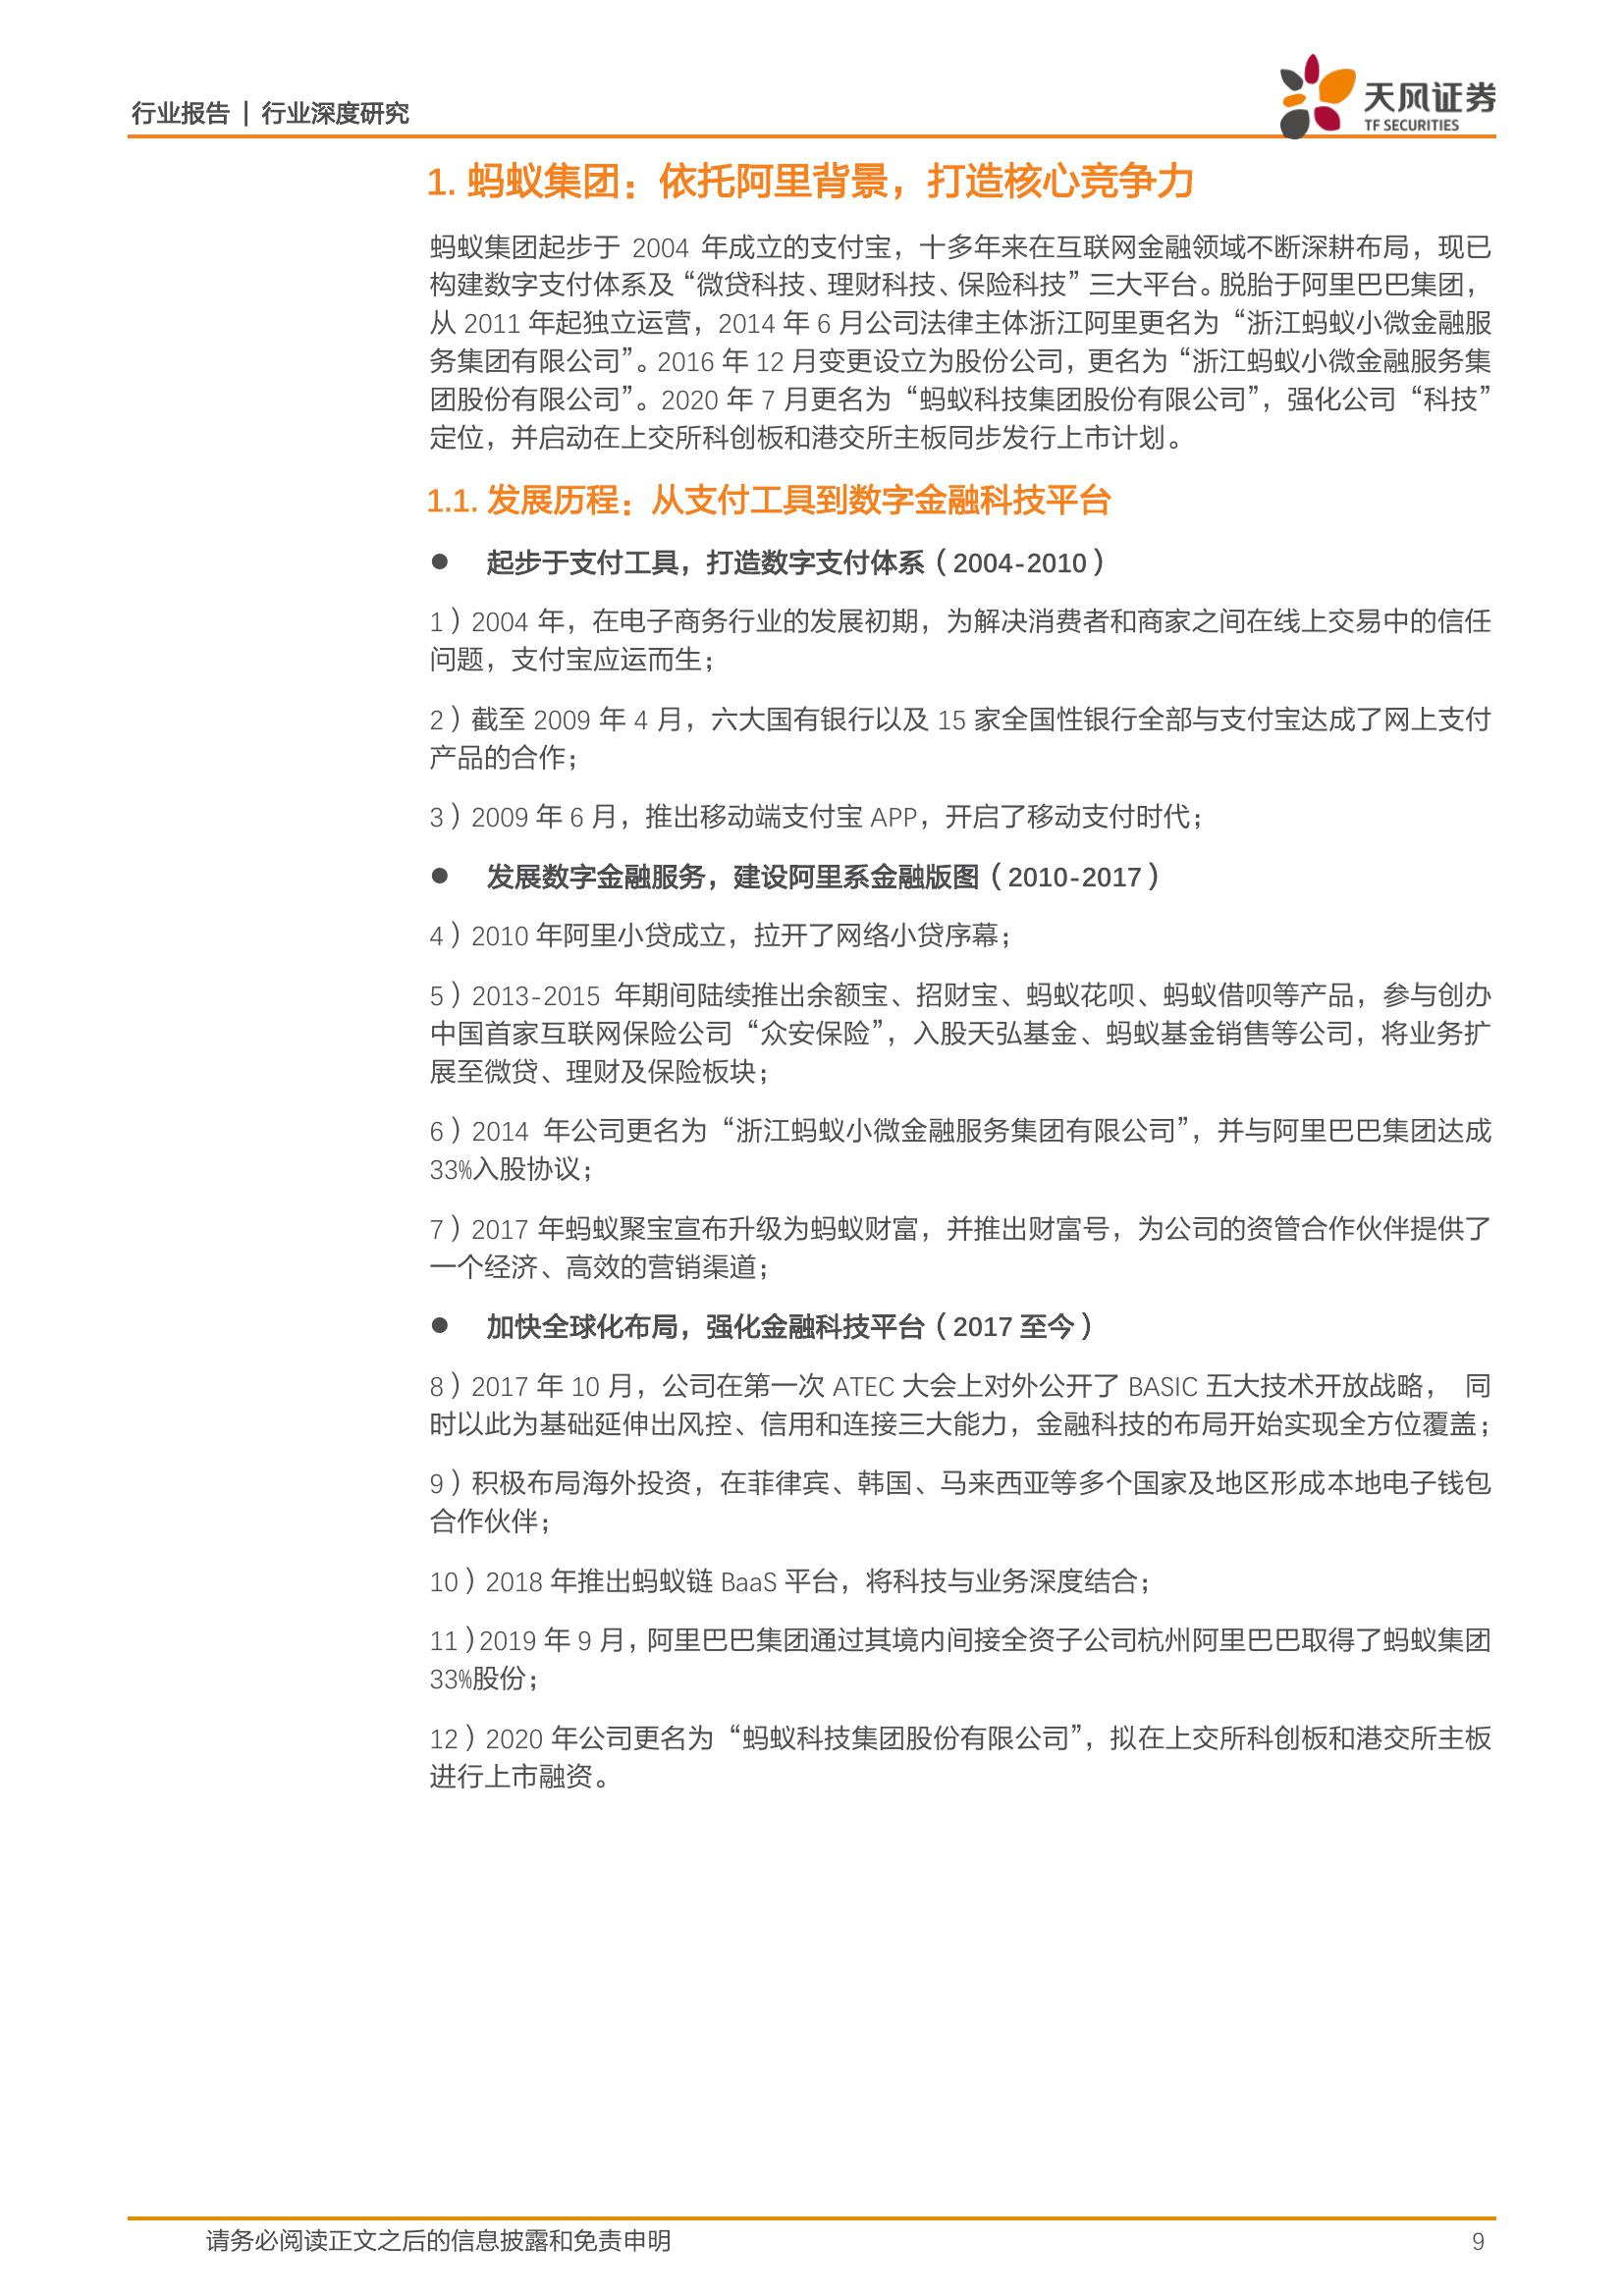 行业报告 | 行业深度研究
天风证券
TF SECURITIES
1. 蚂蚁集团：依托阿里背景，打造核心竞争力
蚂蚁集团起步于 2004 年成立的支付宝，十多年来在互联网金融领域不断深耕布局，现已
构建数字支付体系及“微贷科技、理财科技、保险科技”三大平台。脱胎于阿里巴巴集团，
从 2011 年起独立运营，2014 年 6 月公司法律主体浙江阿里更名为“浙江蚂蚁小微金融服
务集团有限公司”。2016 年 12 月变更设立为股份公司，更名为“浙江蚂蚁小微金融服务集
团股份有限公司”。2020 年 7 月更名为“蚂蚁科技集团股份有限公司”，强化公司“科技”
定位，并启动在上交所科创板和港交所主板同步发行上市计划。
1.1. 发展历程：从支付工具到数字金融科技平台
● 起步于支付工具，打造数字支付体系（2004-2010）
1）2004 年，在电子商务行业的发展初期，为解决消费者和商家之间在线上交易中的信任
问题，支付宝应运而生；
2）截至 2009 年 4 月，六大国有银行以及 15 家全国性银行全部与支付宝达成了网上支付
产品的合作；
3）2009 年 6 月，推出移动端支付宝 APP，开启了移动支付时代；
● 发展数字金融服务，建设阿里系金融版图（2010-2017）
4）2010 年阿里小贷成立，拉开了网络小贷序幕；
5）2013-2015 年期间陆续推出余额宝、招财宝、蚂蚁花呗、蚂蚁借呗等产品，参与创办
中国首家互联网保险公司“众安保险”，入股天弘基金、蚂蚁基金销售等公司，将业务扩
展至微贷、理财及保险板块；
6）2014 年公司更名为“浙江蚂蚁小微金融服务集团有限公司”，并与阿里巴巴集团达成
33%入股协议；
7）2017 年蚂蚁聚宝宣布升级为蚂蚁财富，并推出财富号，为公司的资管合作伙伴提供了
一个经济、高效的营销渠道；
● 加快全球化布局，强化金融科技平台（2017 至今）
8）2017 年 10 月，公司在第一次 ATEC 大会上对外公开了 BASIC 五大技术开放战略， 同
时以此为基础延伸出风控、信用和连接三大能力，金融科技的布局开始实现全方位覆盖；
9）积极布局海外投资，在菲律宾、韩国、马来西亚等多个国家及地区形成本地电子钱包
合作伙伴；
10）2018 年推出蚂蚁链 BaaS 平台，将科技与业务深度结合；
11）2019 年 9 月，阿里巴巴集团通过其境内间接全资子公司杭州阿里巴巴取得了蚂蚁集团
33%股份；
12）2020 年公司更名为“蚂蚁科技集团股份有限公司”，拟在上交所科创板和港交所主板
进行上市融资。
请务必阅读正文之后的信息披露和免责申明
9